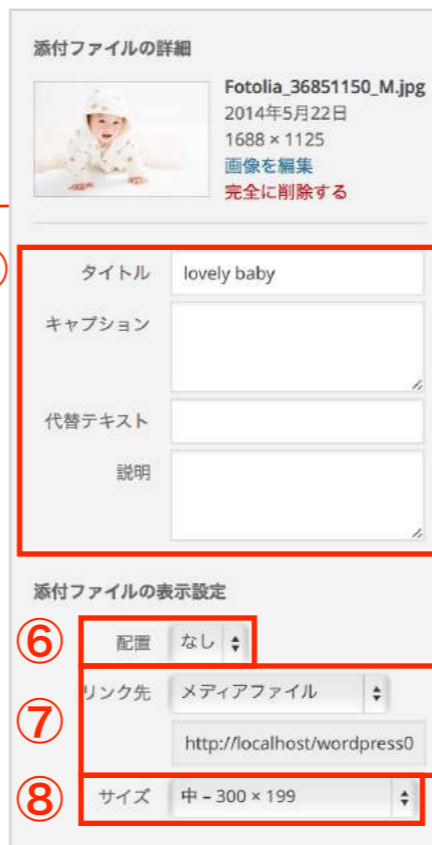 添付ファイルの詳細
Fotolia_36851150_M.jpg
2014年5月22日
1688 × 1125
画像を編集
完全に削除する
タイトル lovely baby
キャプション
代替テキスト
説明
添付ファイルの表示設定
⑥ 配置 なし
⑦ リンク先 メディアファイル
http://localhost/wordpress0
⑧ サイズ 中 – 300 × 199